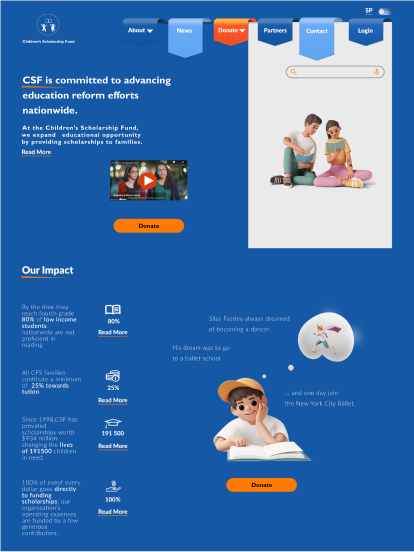 SP
Children's Scholarship Fund
About
News
Donate
Partners
Contact
Login
CSF is committed to advancing
education reform efforts
nationwide.
At the Children's Scholarship Fund,
we expand educational opportunity
by providing scholarships to families.
Read More
Donate
Our Impact
By the time they
reach fourth grade
80% of low income
students
nationwide are not
proficient in
reading
80%
Read More
All CFS families
contibute a minimum
of 25% towards
tution
25%
Read More
Since 1998,CSF has
provided
scholarships worth
$934 million
changing the lives
of 191500 children
in need.
191 500
Read More
100% of eveof every
dollar goes directly
to funding
scholarships; our
organization's
operating expenses
are funded by a few
generous
contributors.
100%
Read More
Silas Fazrley always dreamed
of becoming a dancer.
His dream was to go
to a ballet school
... and one day join
the New York City Ballet.
Donate